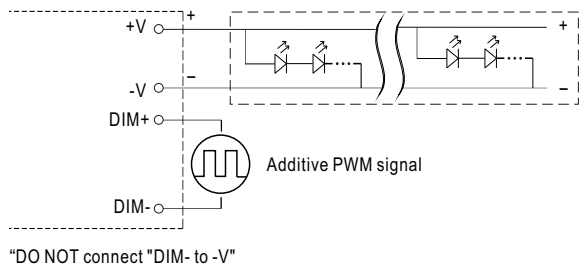 +V
+
+
-V
−
−
DIM+
Additive PWM signal
DIM-
“DO NOT connect "DIM- to -V"